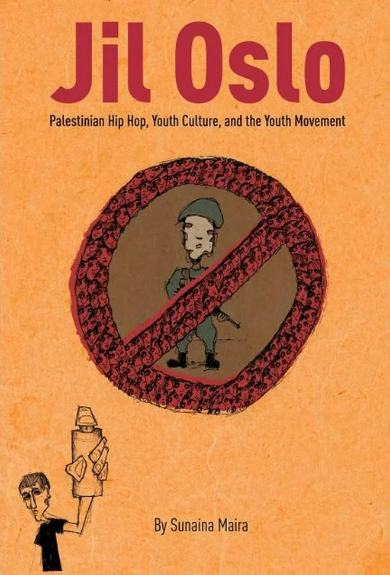 Jil Oslo
Palestinian Hip Hop, Youth Culture, and the Youth Movement
By Sunaina Maira